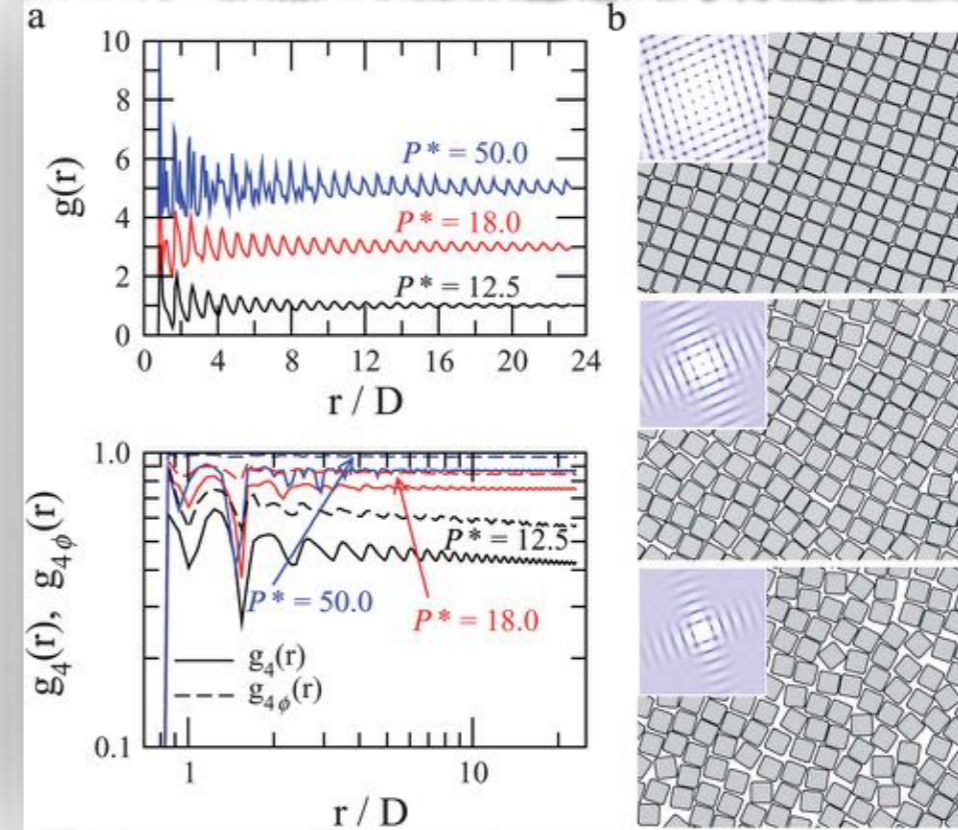 a
b
10
8
6
4
2
0
g(r)
P* = 50.0
P* = 18.0
P* = 12.5
0 4 8 12 16 20 24
r / D
1.0
0.1
g₄(r), g₄ϕ(r)
P* = 12.5
P* = 50.0
P* = 18.0
g₄(r)
g₄ϕ(r)
1 10
r / D